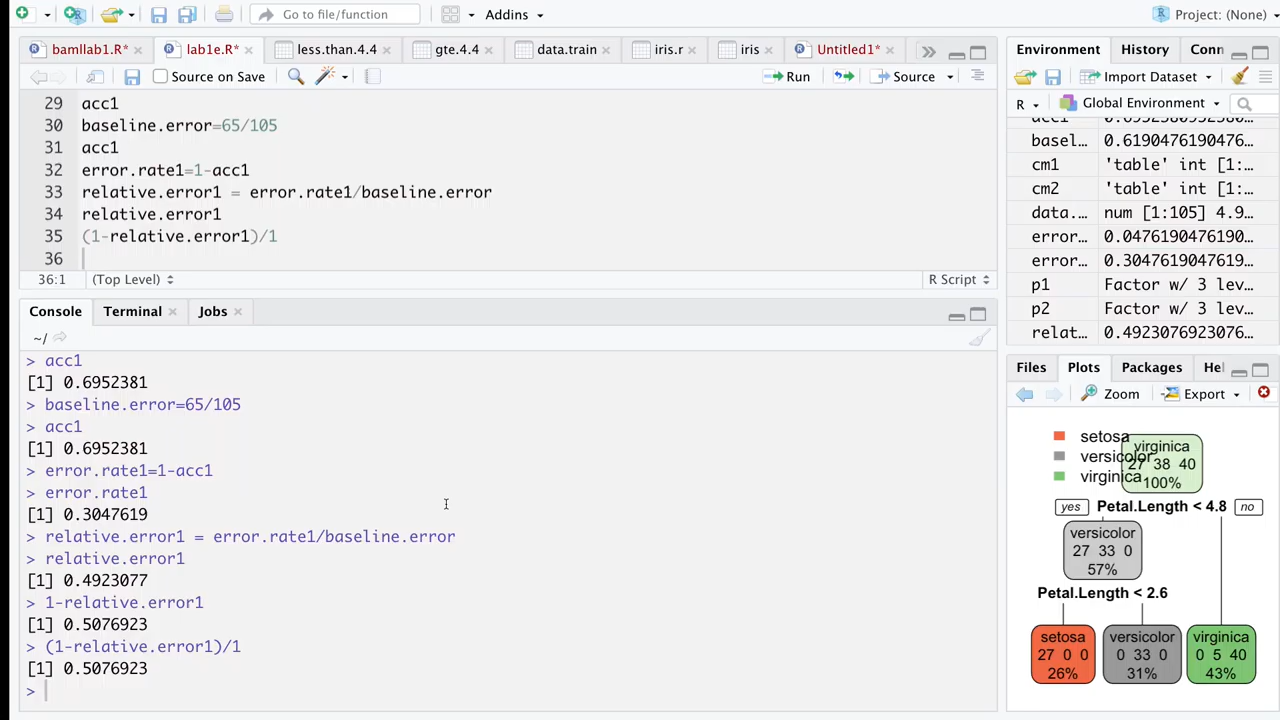 Go to file/function
Addins
Project: (None)
bamllab1.R*
lab1e.R*
less.than.4.4
gte.4.4
data.train
iris.r
iris
Untitled1*
Source on Save
Run
Source
29 acc1
30 baseline.error=65/105
31 acc1
32 error.rate1=1-acc1
33 relative.error1 = error.rate1/baseline.error
34 relative.error1
35 (1-relative.error1)/1
36
36:1
(Top Level)
R Script
Console
Terminal
Jobs
~/
> acc1
[1] 0.6952381
> baseline.error=65/105
> acc1
[1] 0.6952381
> error.rate1=1-acc1
> error.rate1
[1] 0.3047619
> relative.error1 = error.rate1/baseline.error
> relative.error1
[1] 0.4923077
> 1-relative.error1
[1] 0.5076923
> (1-relative.error1)/1
[1] 0.5076923
>
Environment
History
Conn
Import Dataset
R
Global Environment
basel… 0.6190476190476…
cm1 'table' int [1:…
cm2 'table' int [1:…
data.… num [1:105] 4.9…
error… 0.0476190476190…
error… 0.3047619047619…
p1 Factor w/ 3 lev…
p2 Factor w/ 3 lev…
relat… 0.4923076923076…
Files
Plots
Packages
Hel
Zoom
Export
setosa
versicolor
virginica
virginica
27 38 40
100%
yes
Petal.Length < 4.8
no
versicolor
27 33 0
57%
Petal.Length < 2.6
setosa
27 0 0
26%
versicolor
0 33 0
31%
virginica
0 5 40
43%